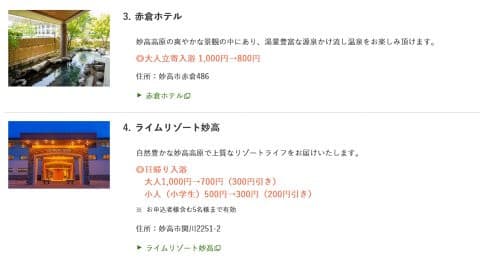 3. 赤倉ホテル
妙高高原の爽やかな景観の中にあり、湯量豊富な源泉かけ流し温泉をお楽しみ頂けます。
◎大人立寄入浴 1,000円→800円
住所：妙高市赤倉486
▶ 赤倉ホテル
4. ライムリゾート妙高
自然豊かな妙高高原で上質なリゾートライフをお届けいたします。
◎日帰り入浴
大人1,000円→700円（300円引き）
小人（小学生）500円→300円（200円引き）
※ お申込者様含む5名様まで有効
住所：妙高市関川2251-2
▶ ライムリゾート妙高